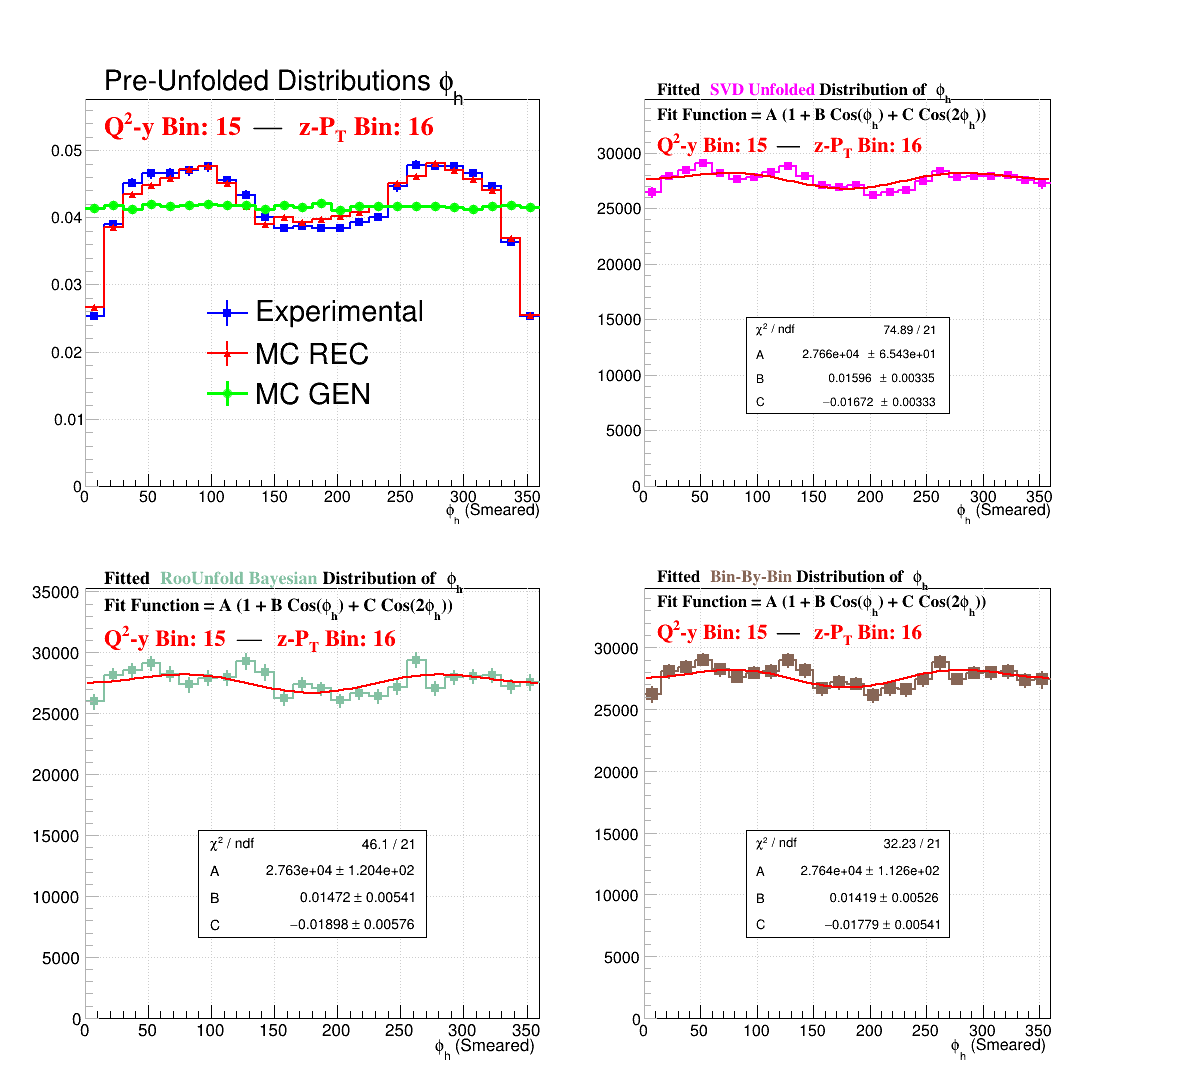 Pre-Unfolded Distributions ϕh
Q²-y Bin: 15 — z-PT Bin: 16
0.05
0.04
0.03
0.02
0.01
0
Experimental
MC REC
MC GEN
0 50 100 150 200 250 300 350
ϕh (Smeared)
Fitted SVD Unfolded Distribution of ϕh
Fit Function = A (1 + B Cos(ϕh) + C Cos(2ϕh))
Q²-y Bin: 15 — z-PT Bin: 16
30000
25000
20000
15000
10000
5000
0
χ² / ndf 74.89 / 21
A 2.766e+04 ± 6.543e+01
B 0.01596 ± 0.00335
C −0.01672 ± 0.00333
0 50 100 150 200 250 300 350
ϕh (Smeared)
Fitted RooUnfold Bayesian Distribution of ϕh
Fit Function = A (1 + B Cos(ϕh) + C Cos(2ϕh))
Q²-y Bin: 15 — z-PT Bin: 16
35000
30000
25000
20000
15000
10000
5000
0
χ² / ndf 46.1 / 21
A 2.763e+04 ± 1.204e+02
B 0.01472 ± 0.00541
C −0.01898 ± 0.00576
0 50 100 150 200 250 300 350
ϕh (Smeared)
Fitted Bin-By-Bin Distribution of ϕh
Fit Function = A (1 + B Cos(ϕh) + C Cos(2ϕh))
Q²-y Bin: 15 — z-PT Bin: 16
30000
25000
20000
15000
10000
5000
0
χ² / ndf 32.23 / 21
A 2.764e+04 ± 1.126e+02
B 0.01419 ± 0.00526
C −0.01779 ± 0.00541
0 50 100 150 200 250 300 350
ϕh (Smeared)